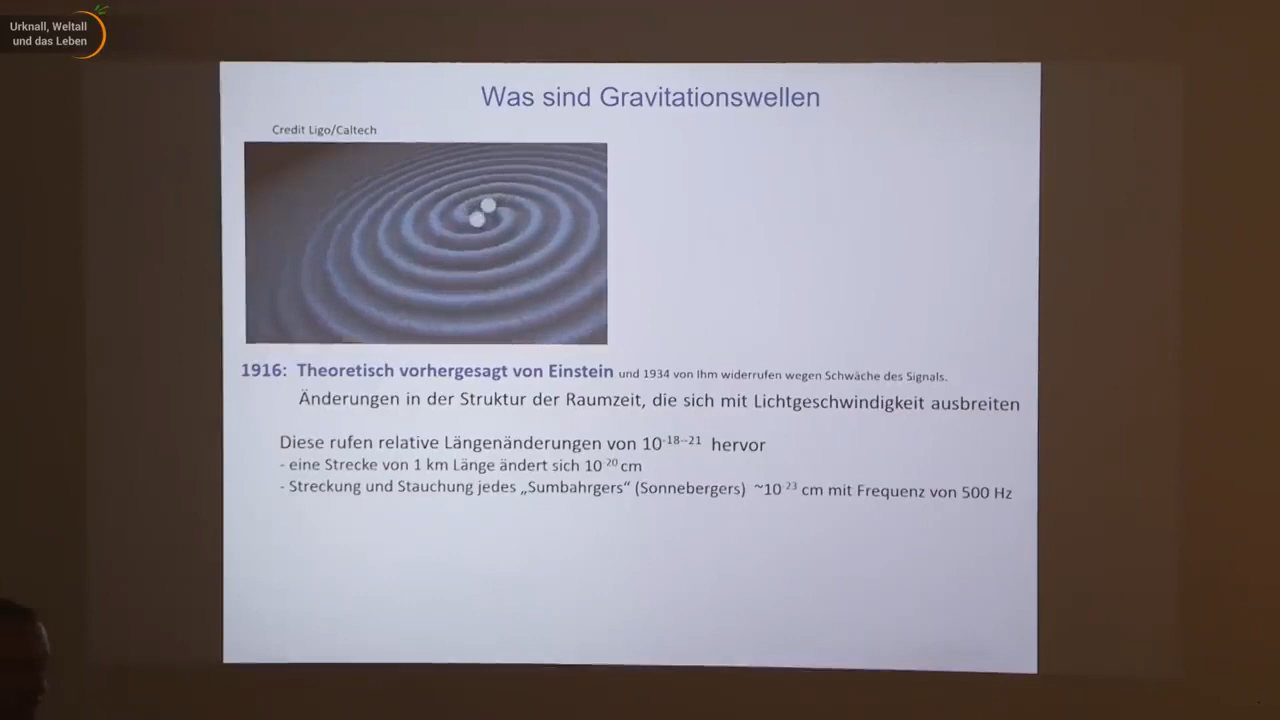 Urknall, Weltall
und das Leben
Was sind Gravitationswellen
Credit Ligo/Caltech
1916: Theoretisch vorhergesagt von Einstein und 1934 von Ihm widerrufen wegen Schwäche des Signals.
Änderungen in der Struktur der Raumzeit, die sich mit Lichtgeschwindigkeit ausbreiten
Diese rufen relative Längenänderungen von 10⁻¹⁸⁻⁻²¹ hervor
- eine Strecke von 1 km Länge ändert sich 10⁻²⁰ cm
- Streckung und Stauchung jedes „Sumbahrgers“ (Sonnebergers) ~10⁻²³ cm mit Frequenz von 500 Hz